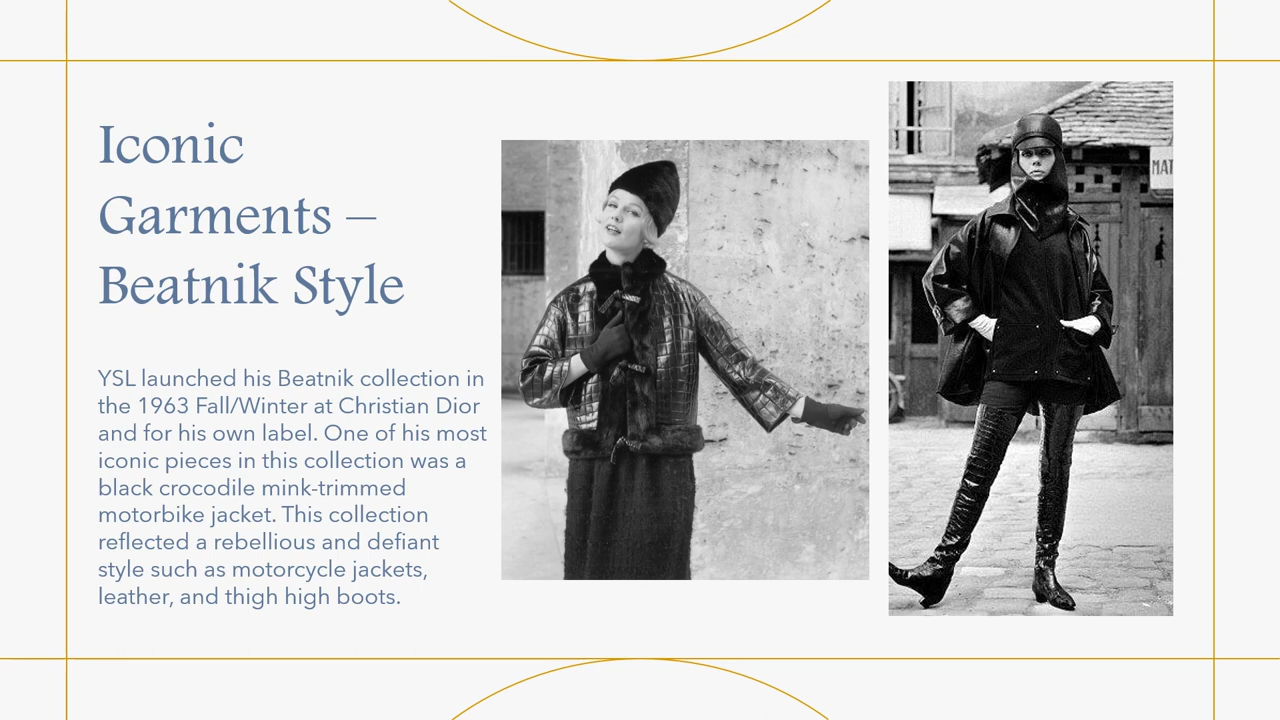 Iconic
Garments –
Beatnik Style
YSL launched his Beatnik collection in
the 1963 Fall/Winter at Christian Dior
and for his own label. One of his most
iconic pieces in this collection was a
black crocodile mink-trimmed
motorbike jacket. This collection
reflected a rebellious and defiant
style such as motorcycle jackets,
leather, and thigh high boots.
MAT